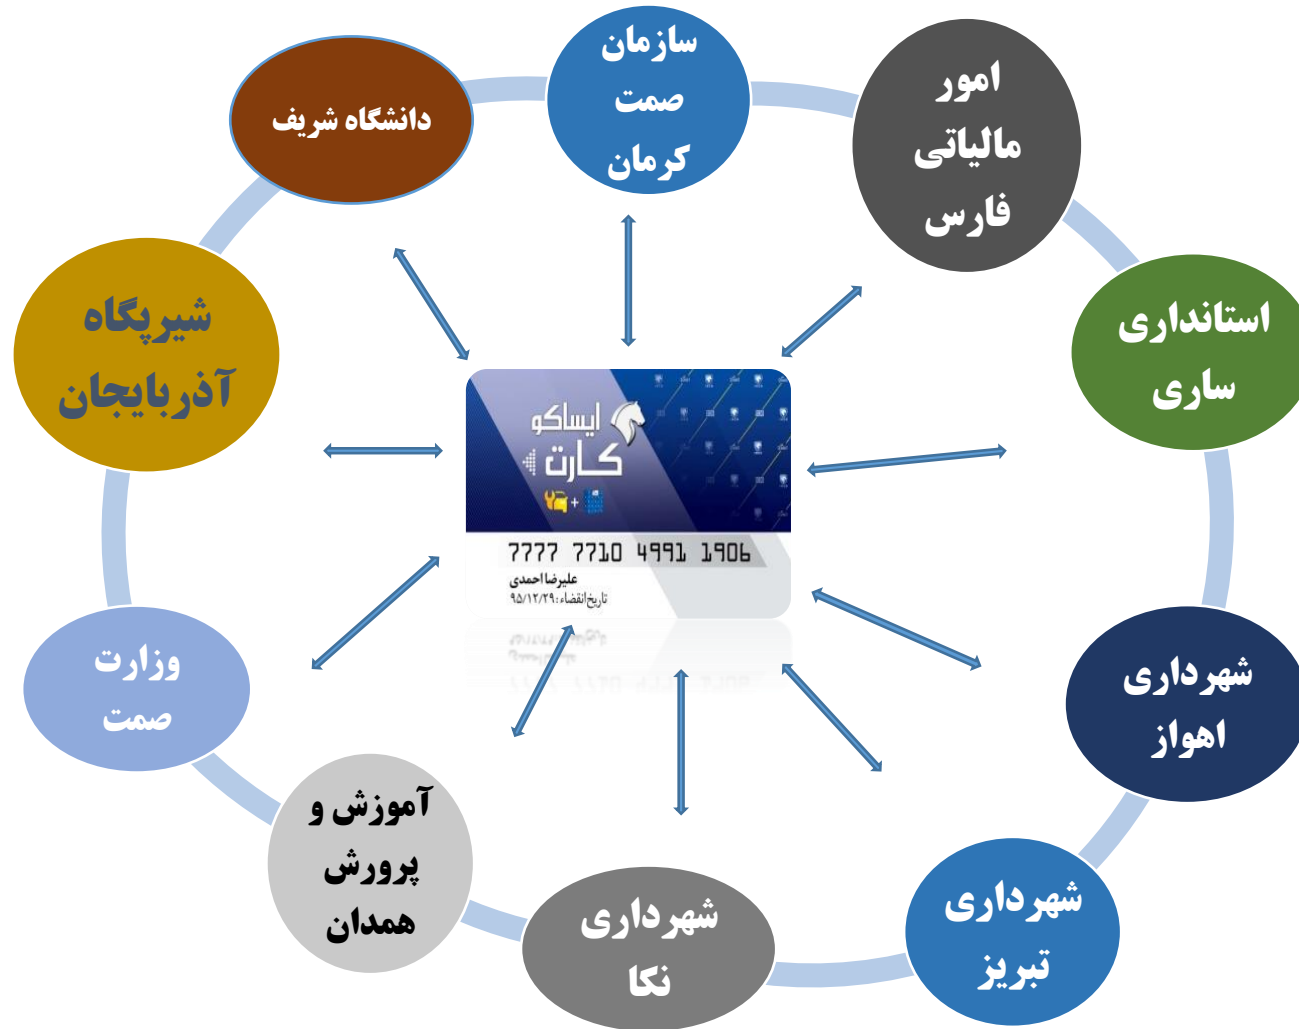 سازمان
صمت
کرمان
امور
مالیاتی
فارس
دانشگاه شریف
استانداری
ساری
شیرپگاه
آذربایجان
ایساکو
کارت
+
7777 7710 4991 1906
علیرضا احمدی
تاریخ انقضاء: ۹۵/۱۲/۲۹
وزارت
صمت
شهرداری
اهواز
آموزش و
پرورش
همدان
شهرداری
نکا
شهرداری
تبریز